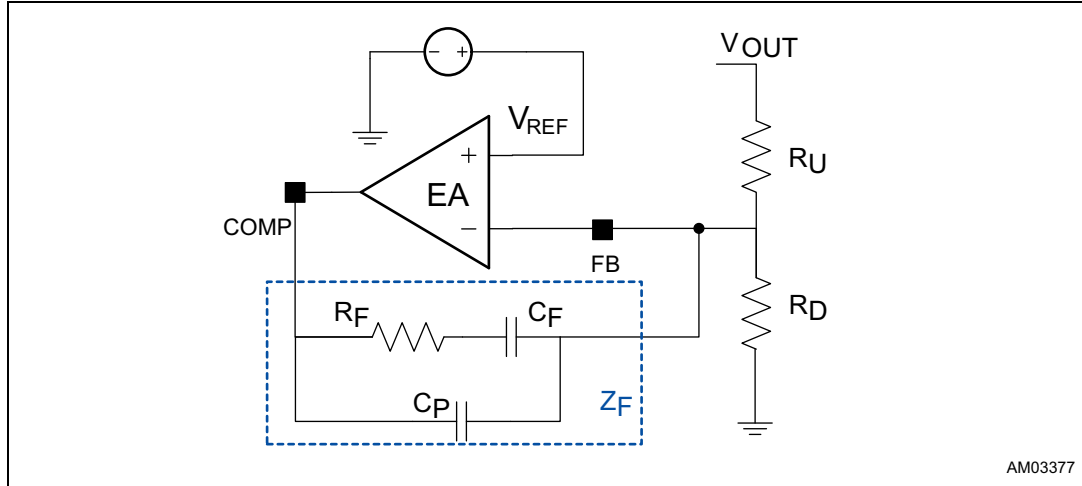 - +
VOUT
VREF
+
EA
−
RU
COMP
FB
RF
CF
RD
CP
ZF
AM03377